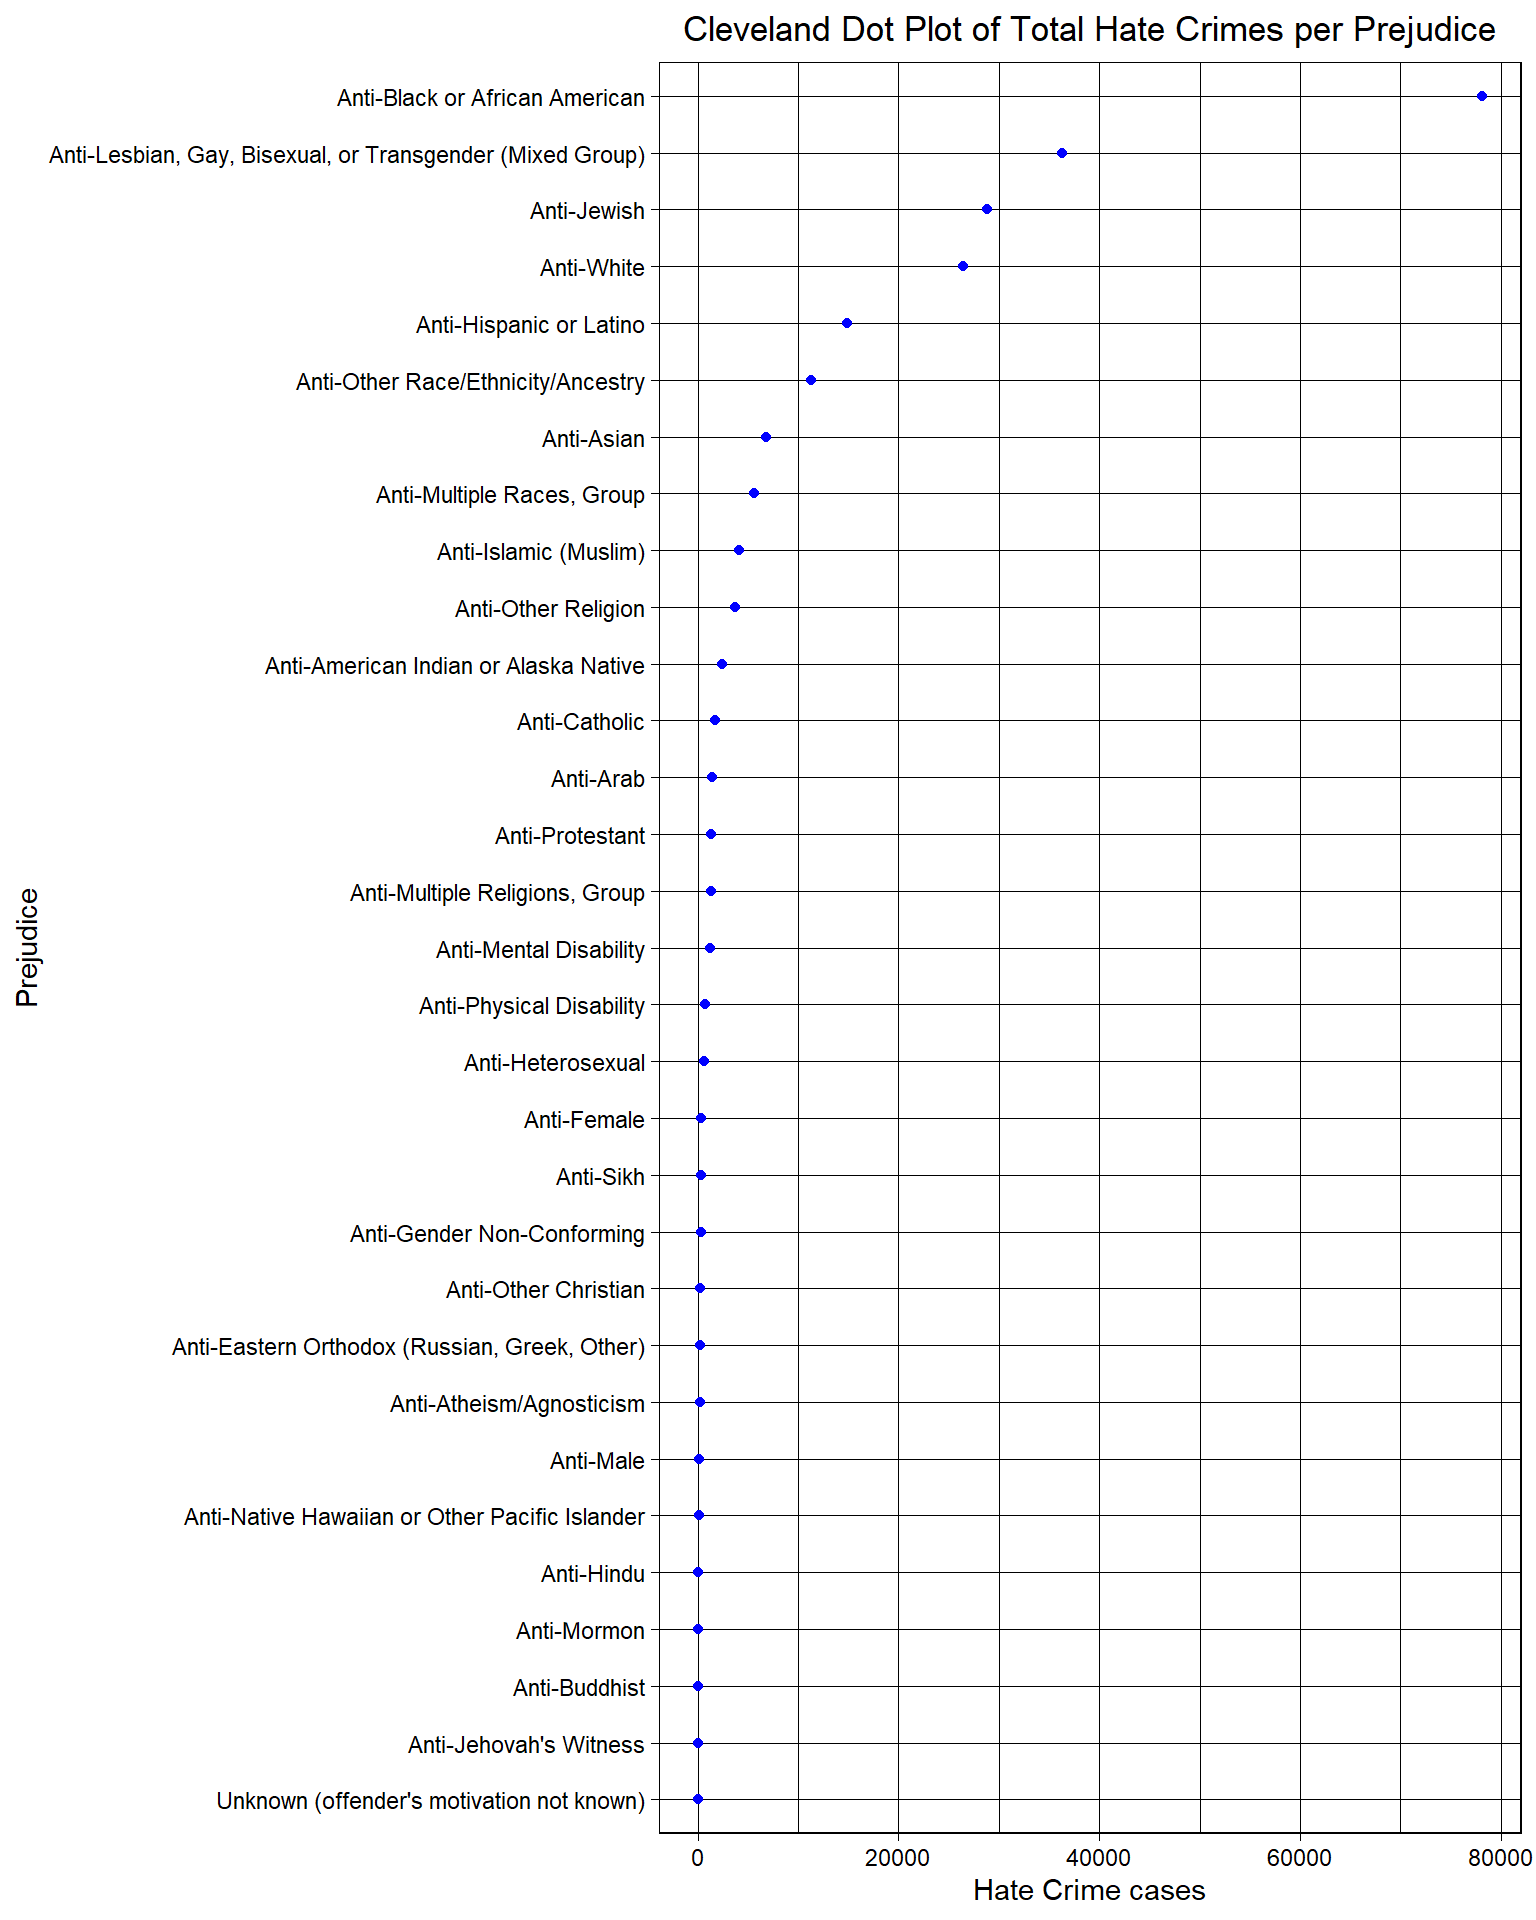 Cleveland Dot Plot of Total Hate Crimes per Prejudice
Anti-Black or African American
Anti-Lesbian, Gay, Bisexual, or Transgender (Mixed Group)
Anti-Jewish
Anti-White
Anti-Hispanic or Latino
Anti-Other Race/Ethnicity/Ancestry
Anti-Asian
Anti-Multiple Races, Group
Anti-Islamic (Muslim)
Anti-Other Religion
Anti-American Indian or Alaska Native
Anti-Catholic
Anti-Arab
Anti-Protestant
Anti-Multiple Religions, Group
Anti-Mental Disability
Anti-Physical Disability
Anti-Heterosexual
Anti-Female
Anti-Sikh
Anti-Gender Non-Conforming
Anti-Other Christian
Anti-Eastern Orthodox (Russian, Greek, Other)
Anti-Atheism/Agnosticism
Anti-Male
Anti-Native Hawaiian or Other Pacific Islander
Anti-Hindu
Anti-Mormon
Anti-Buddhist
Anti-Jehovah's Witness
Unknown (offender's motivation not known)
Prejudice
0 20000 40000 60000 80000
Hate Crime cases